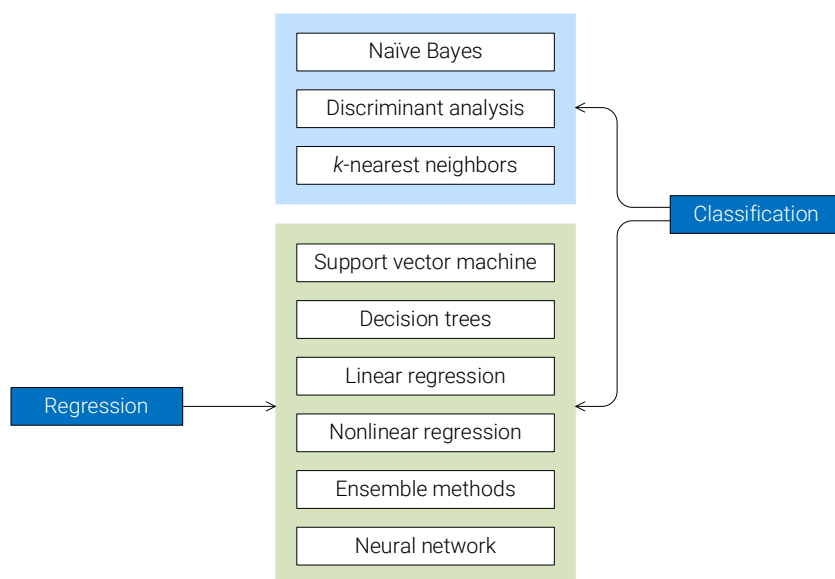 Naïve Bayes
Discriminant analysis
k-nearest neighbors
Classification
Support vector machine
Decision trees
Linear regression
Regression
Nonlinear regression
Ensemble methods
Neural network